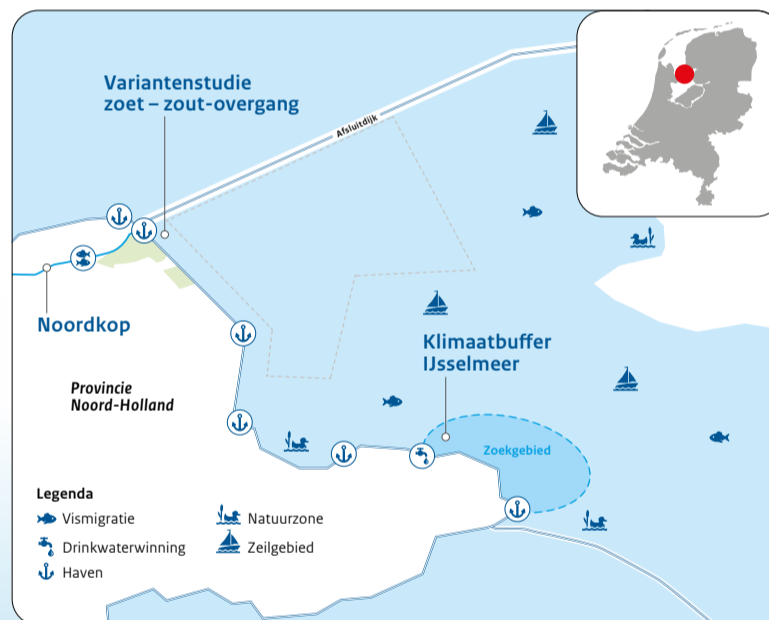 Variantenstudie
zoet – zout-overgang
Afsluitdijk
Noordkop
Klimaatbuffer
IJsselmeer
Provincie
Noord-Holland
Zoekgebied
Legenda
Vismigratie
Drinkwaterwinning
Haven
Natuurzone
Zeilgebied